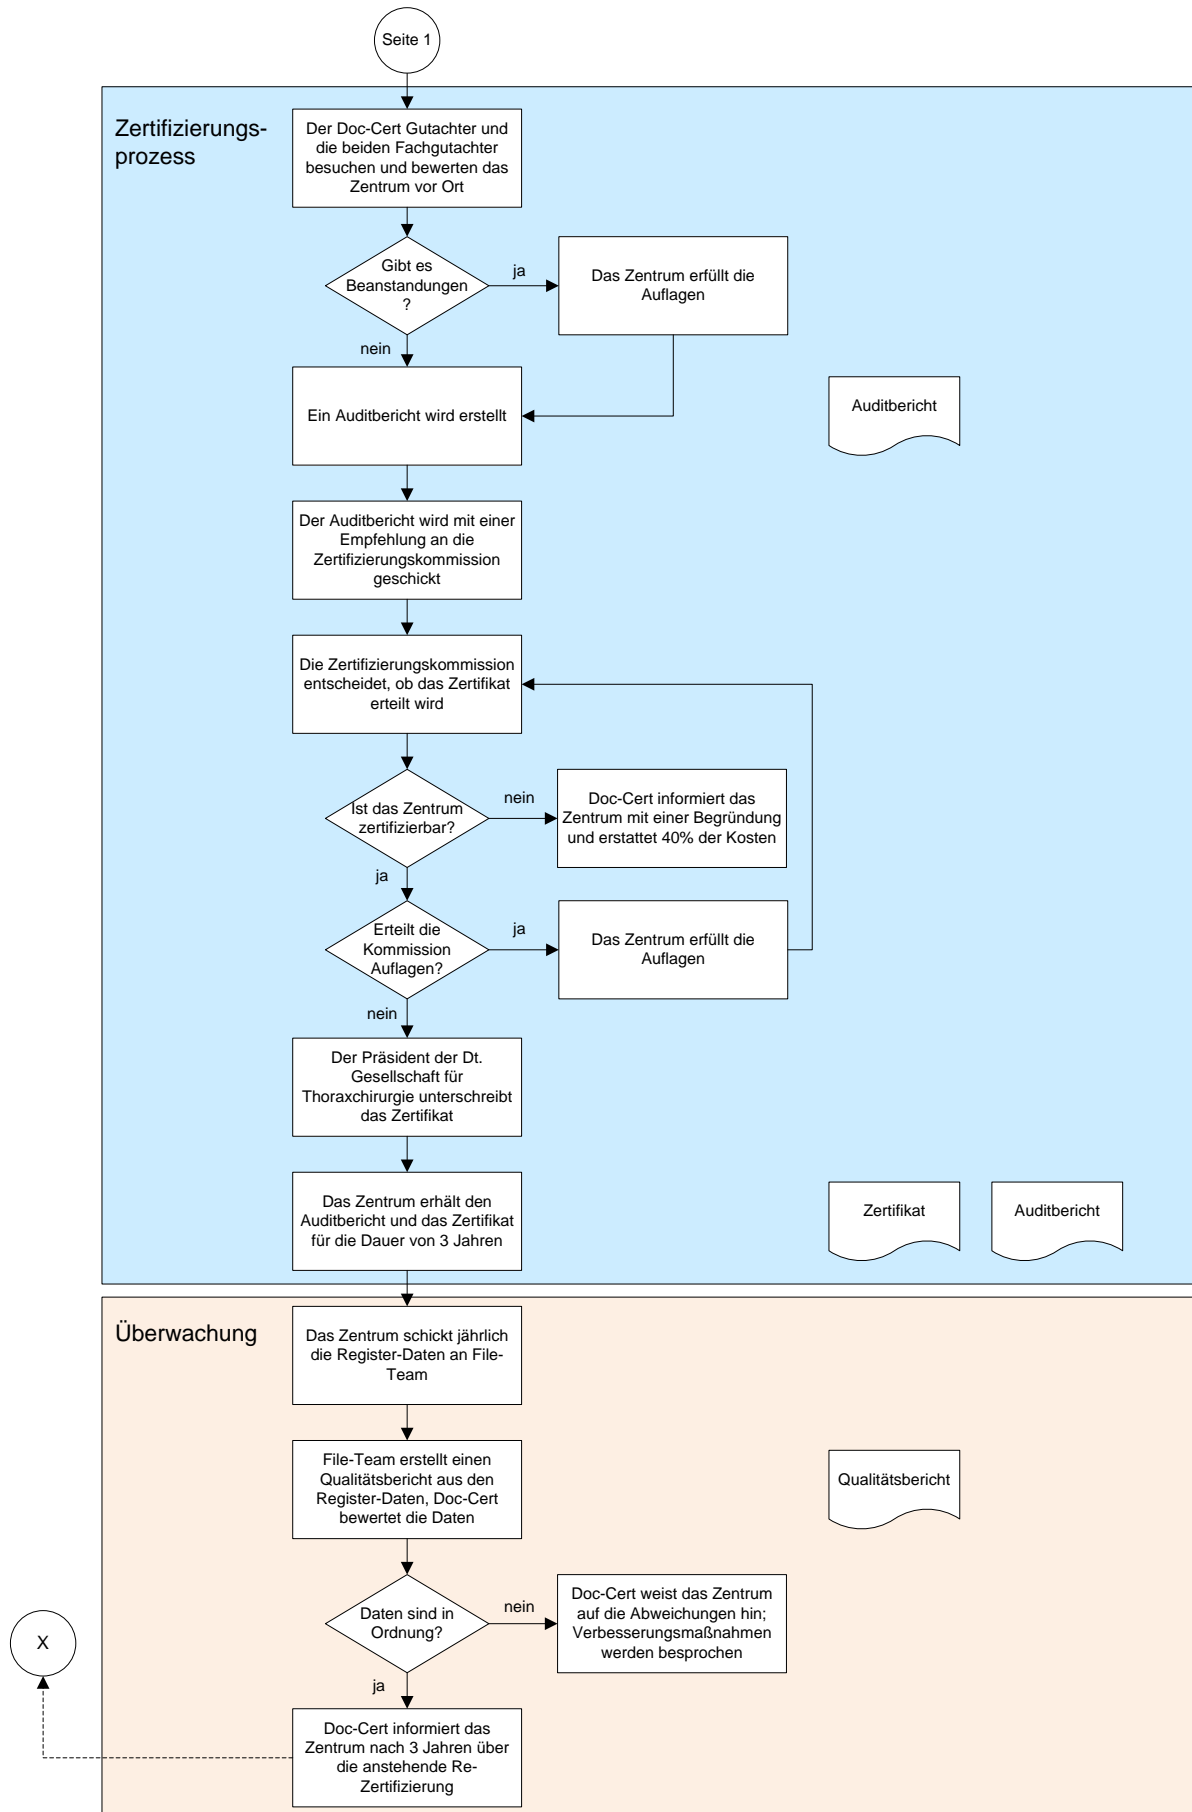 Seite 1
Zertifizierungs-
prozess
Der Doc-Cert Gutachter und
die beiden Fachgutachter
besuchen und bewerten das
Zentrum vor Ort
Gibt es
Beanstandungen
?
ja
Das Zentrum erfüllt die
Auflagen
nein
Ein Auditbericht wird erstellt
Auditbericht
Der Auditbericht wird mit einer
Empfehlung an die
Zertifizierungskommission
geschickt
Die Zertifizierungskommission
entscheidet, ob das Zertifikat
erteilt wird
Ist das Zentrum
zertifizierbar?
nein
Doc-Cert informiert das
Zentrum mit einer Begründung
und erstattet 40% der Kosten
ja
Erteilt die
Kommission
Auflagen?
ja
Das Zentrum erfüllt die
Auflagen
nein
Der Präsident der Dt.
Gesellschaft für
Thoraxchirurgie unterschreibt
das Zertifikat
Das Zentrum erhält den
Auditbericht und das Zertifikat
für die Dauer von 3 Jahren
Zertifikat
Auditbericht
Überwachung
Das Zentrum schickt jährlich
die Register-Daten an File-
Team
File-Team erstellt einen
Qualitätsbericht aus den
Register-Daten, Doc-Cert
bewertet die Daten
Qualitätsbericht
Daten sind in
Ordnung?
nein
Doc-Cert weist das Zentrum
auf die Abweichungen hin;
Verbesserungsmaßnahmen
werden besprochen
X
ja
Doc-Cert informiert das
Zentrum nach 3 Jahren über
die anstehende Re-
Zertifizierung